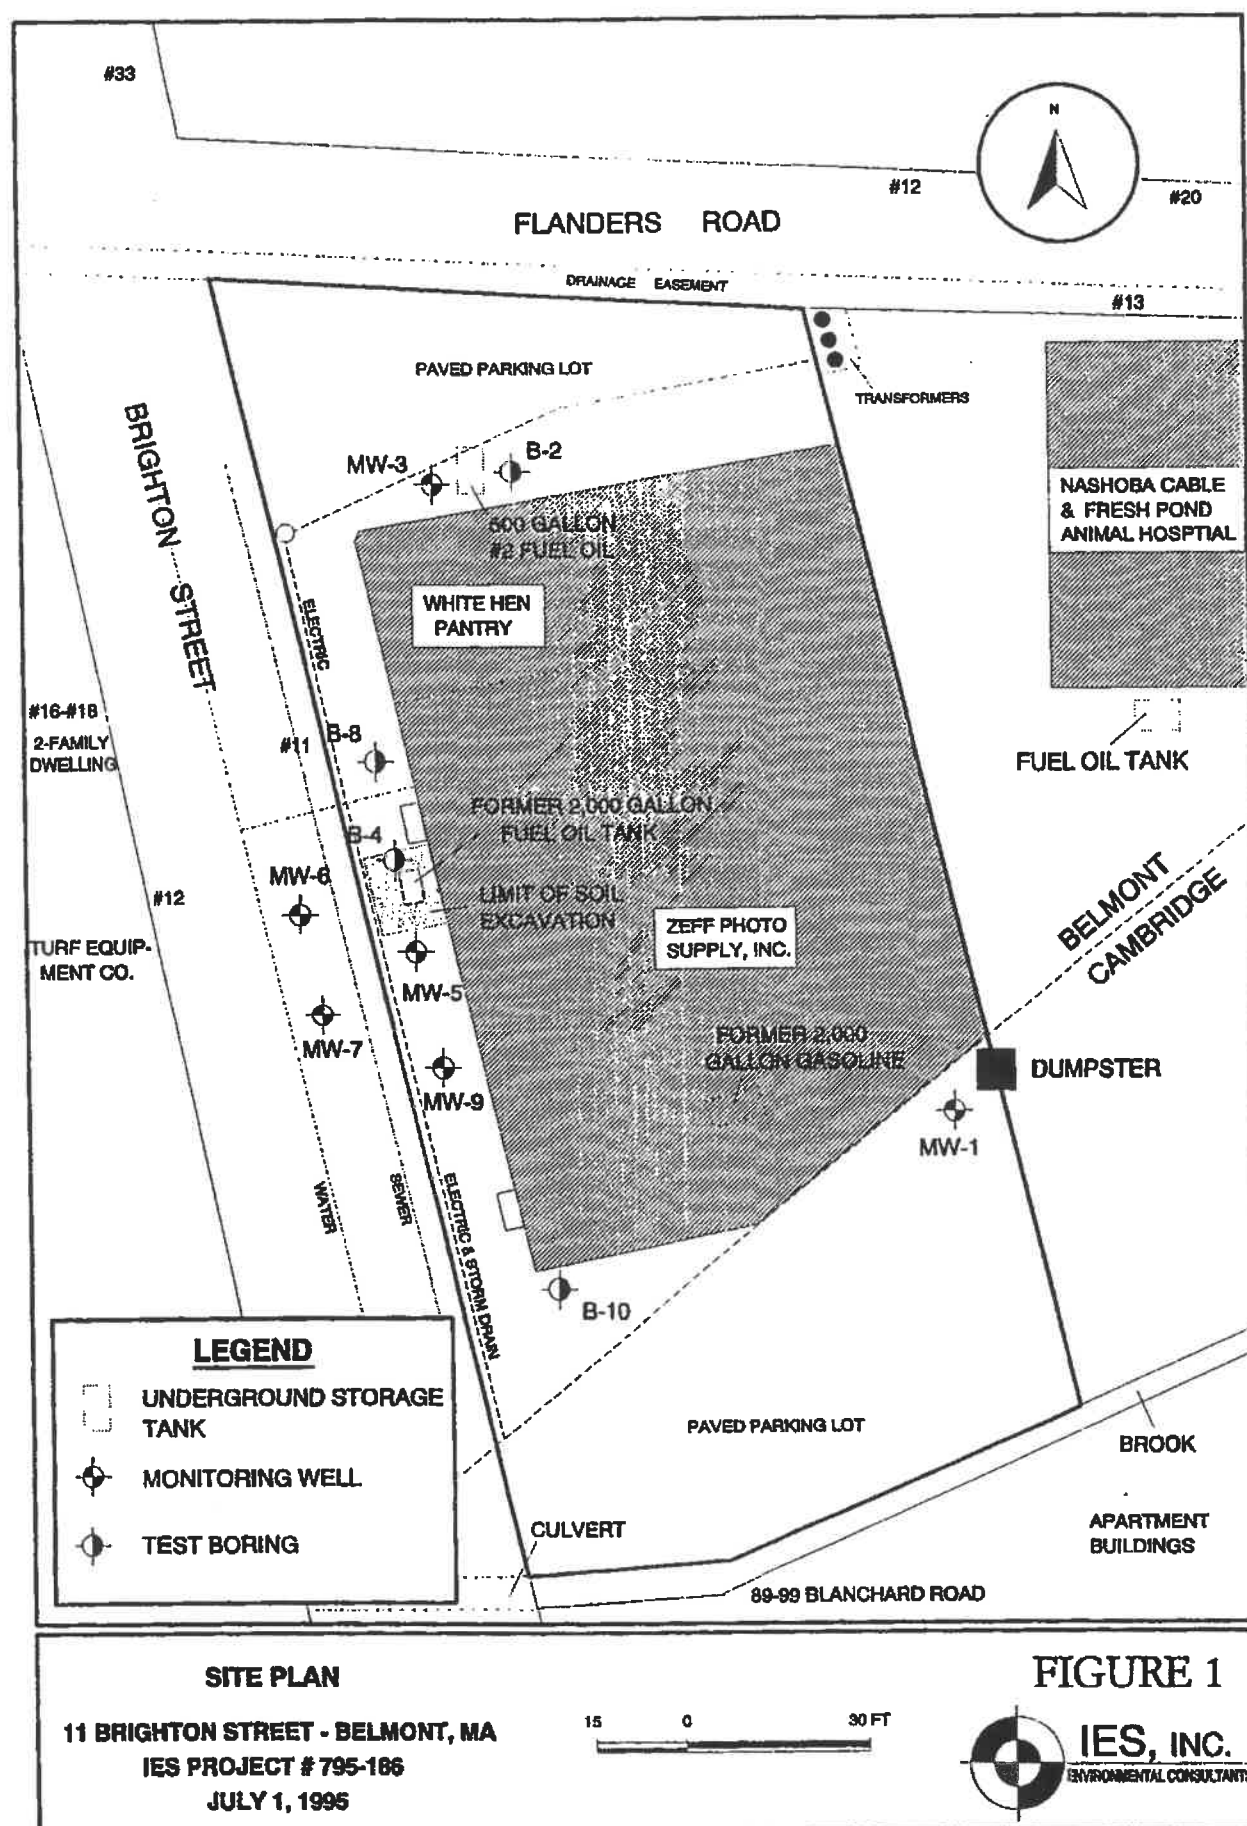 #33
N
#12
#20
FLANDERS ROAD
DRAINAGE EASEMENT
#13
PAVED PARKING LOT
TRANSFORMERS
BRIGHTON STREET
MW-3
B-2
500 GALLON
#2 FUEL OIL
NASHOBA CABLE
& FRESH POND
ANIMAL HOSPTIAL
WHITE HEN
PANTRY
ELECTRIC
#16-#18
2-FAMILY
DWELLING
#11
B-8
FUEL OIL TANK
FORMER 2,000 GALLON
FUEL OIL TANK
B-4
MW-6
#12
LIMIT OF SOIL
EXCAVATION
BELMONT
CAMBRIDGE
ZEFF PHOTO
SUPPLY, INC.
TURF EQUIP-
MENT CO.
MW-5
MW-7
FORMER 2,000
GALLON GASOLINE
DUMPSTER
MW-9
MW-1
WATER
SEWER
ELECTRIC & STORM DRAIN
B-10
LEGEND
UNDERGROUND STORAGE
TANK
MONITORING WELL
TEST BORING
PAVED PARKING LOT
BROOK
CULVERT
APARTMENT
BUILDINGS
89-99 BLANCHARD ROAD
SITE PLAN
11 BRIGHTON STREET - BELMONT, MA
IES PROJECT # 795-186
JULY 1, 1995
15 0 30 FT
FIGURE 1
IES, INC.
ENVIRONMENTAL CONSULTANTS